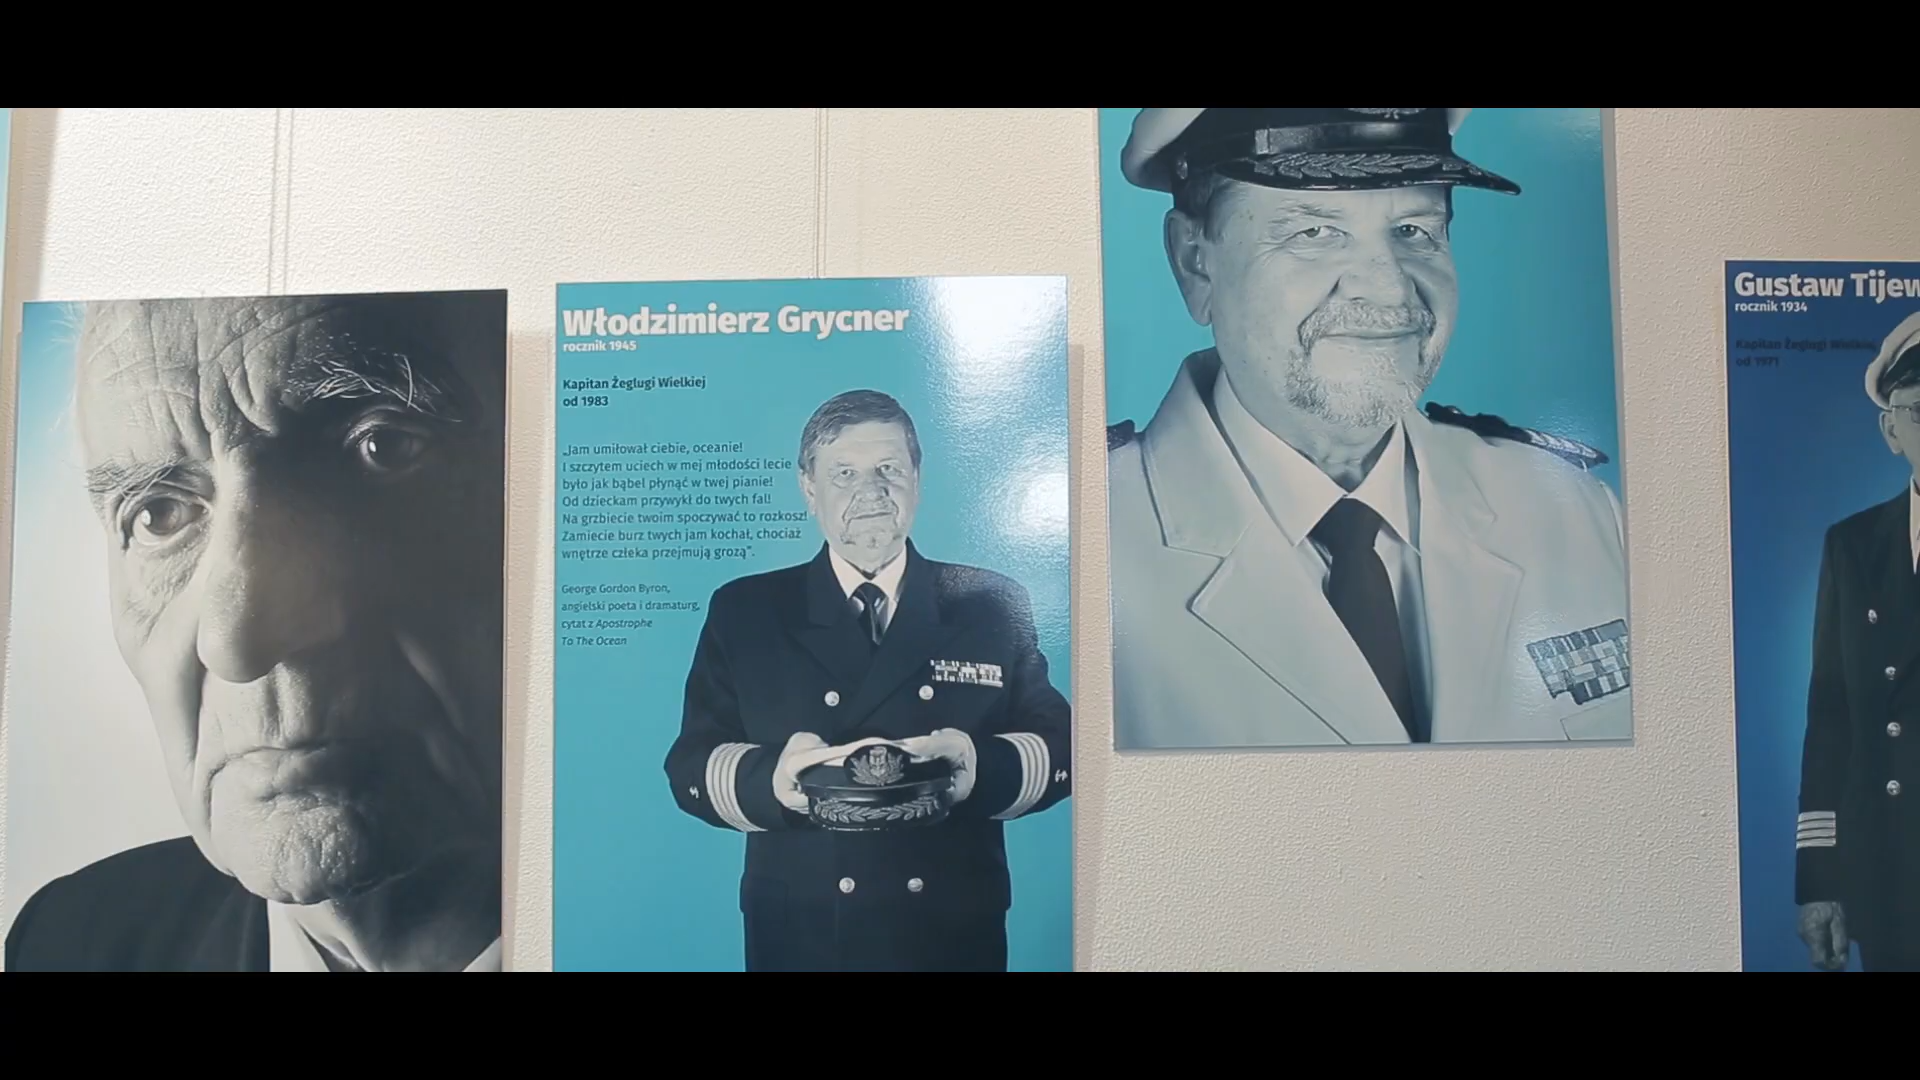 Włodzimierz Grycner
rocznik 1945
Kapitan Żeglugi Wielkiej
od 1983
„Jam umiłował ciebie, oceanie!
I szczytem uciech w mej młodości lecie
było jak bąbel płynąć w twej pianie!
Od dzieckam przywykł do twych fal!
Na grzbiecie twoim spoczywać to rozkosz!
Zamiecie burz twych jam kochał, chociaż
wnętrze człeka przejmują grozą”.
George Gordon Byron,
angielski poeta i dramaturg,
cytat z Apostrophe
To The Ocean
Gustaw Tijew
rocznik 1934
Kapitan Żeglugi Wielkiej
od 1971